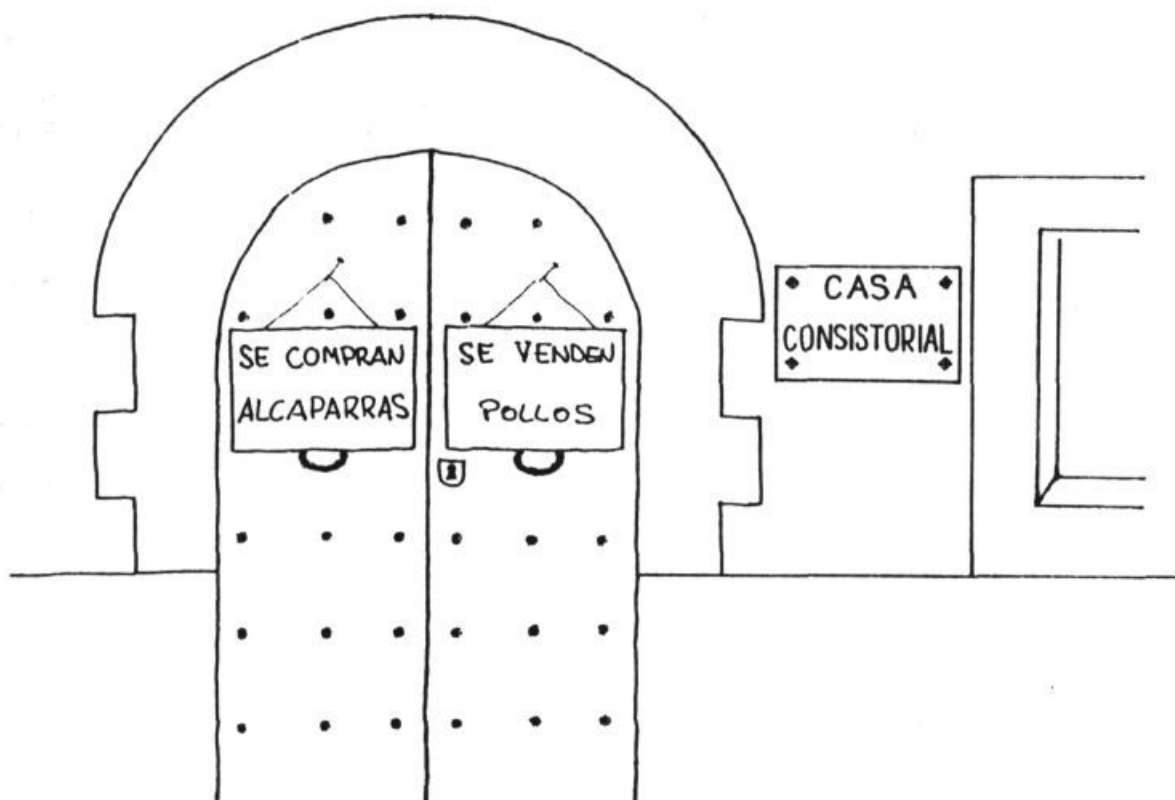 SE COMPRAN
ALCAPARRAS
SE VENDEN
POLLOS
CASA
CONSISTORIAL